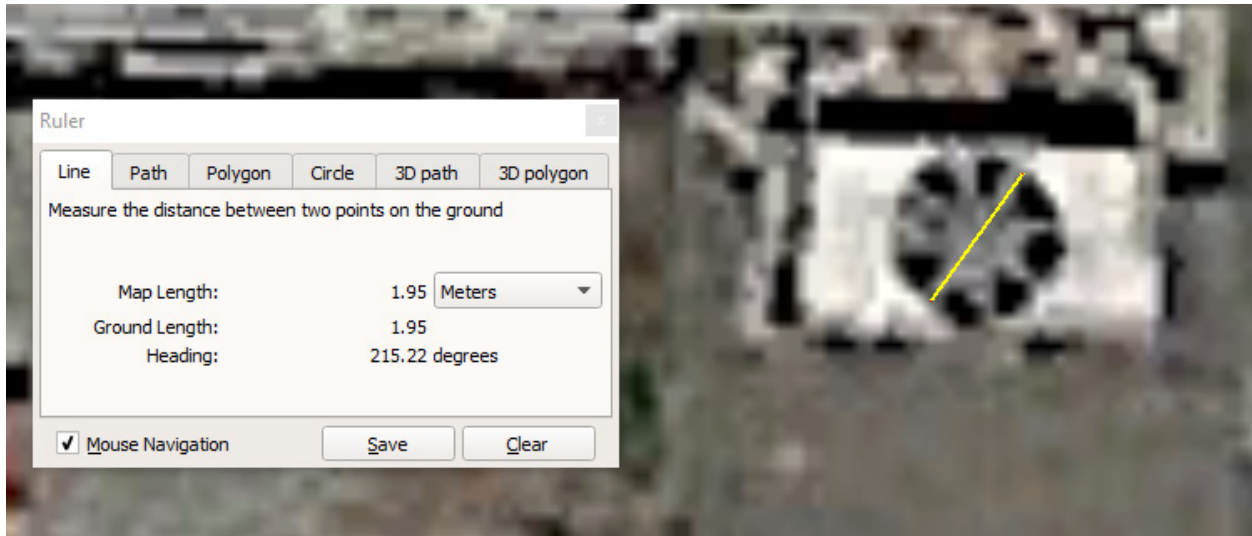 Ruler
Line Path Polygon Circle 3D path 3D polygon
Measure the distance between two points on the ground
Map Length: 1.95 Meters
Ground Length: 1.95
Heading: 215.22 degrees
Mouse Navigation Save Clear